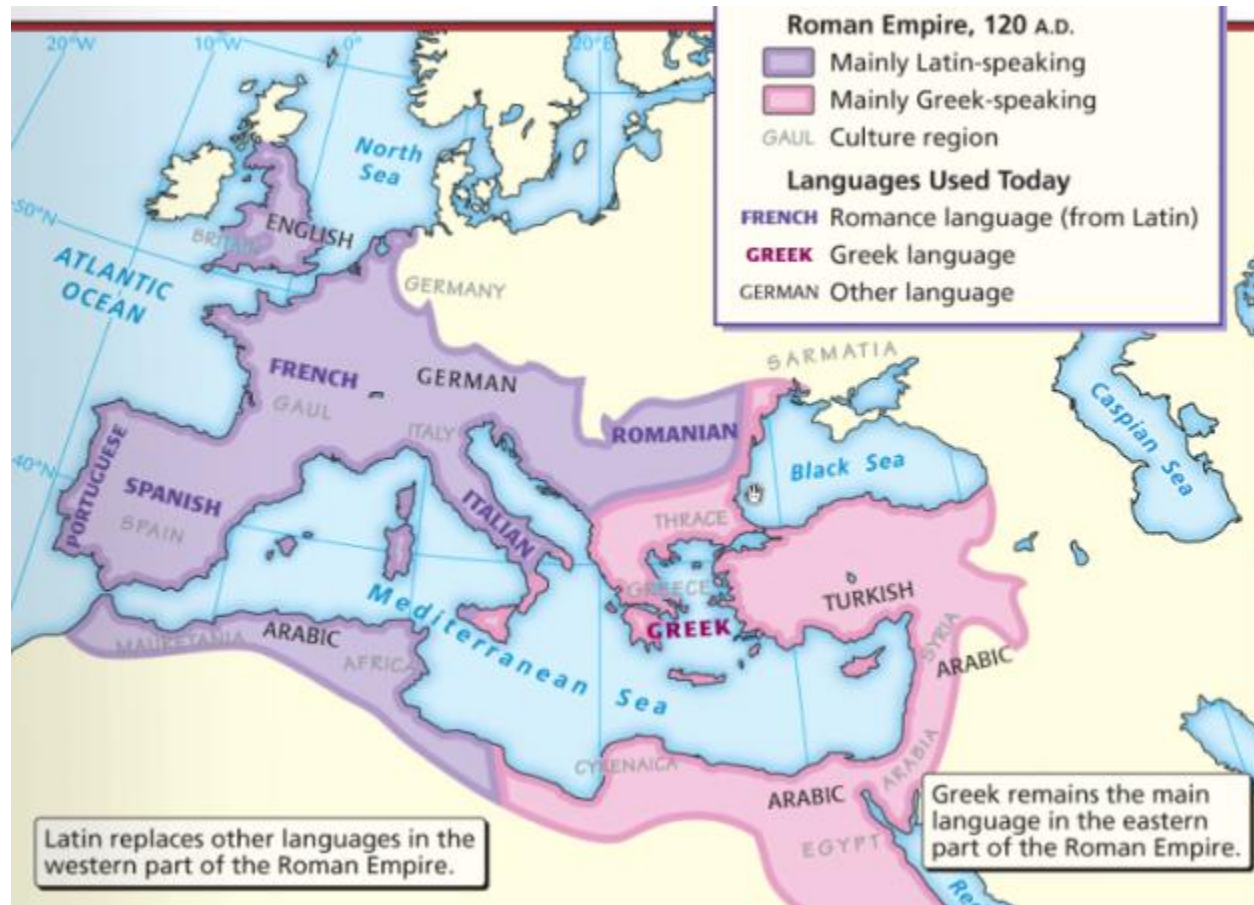 Roman Empire, 120 A.D.
Mainly Latin-speaking
Mainly Greek-speaking
GAUL Culture region
Languages Used Today
FRENCH Romance language (from Latin)
GREEK Greek language
GERMAN Other language
20°W
10°W
0°
20°E
North
Sea
50°N
ENGLISH
BRITAIN
ATLANTIC
OCEAN
GERMANY
SARMATIA
FRENCH
GERMAN
GAUL
ITALY
ROMANIAN
Caspian Sea
Black Sea
40°N
PORTUGUESE
SPANISH
SPAIN
ITALIAN
THRACE
GREECE
TURKISH
Mediterranean Sea
GREEK
MAURETANIA
ARABIC
AFRICA
SYRIA
ARABIC
CYRENAICA
ARABIA
ARABIC
EGYPT
Latin replaces other languages in the
western part of the Roman Empire.
Greek remains the main
language in the eastern
part of the Roman Empire.